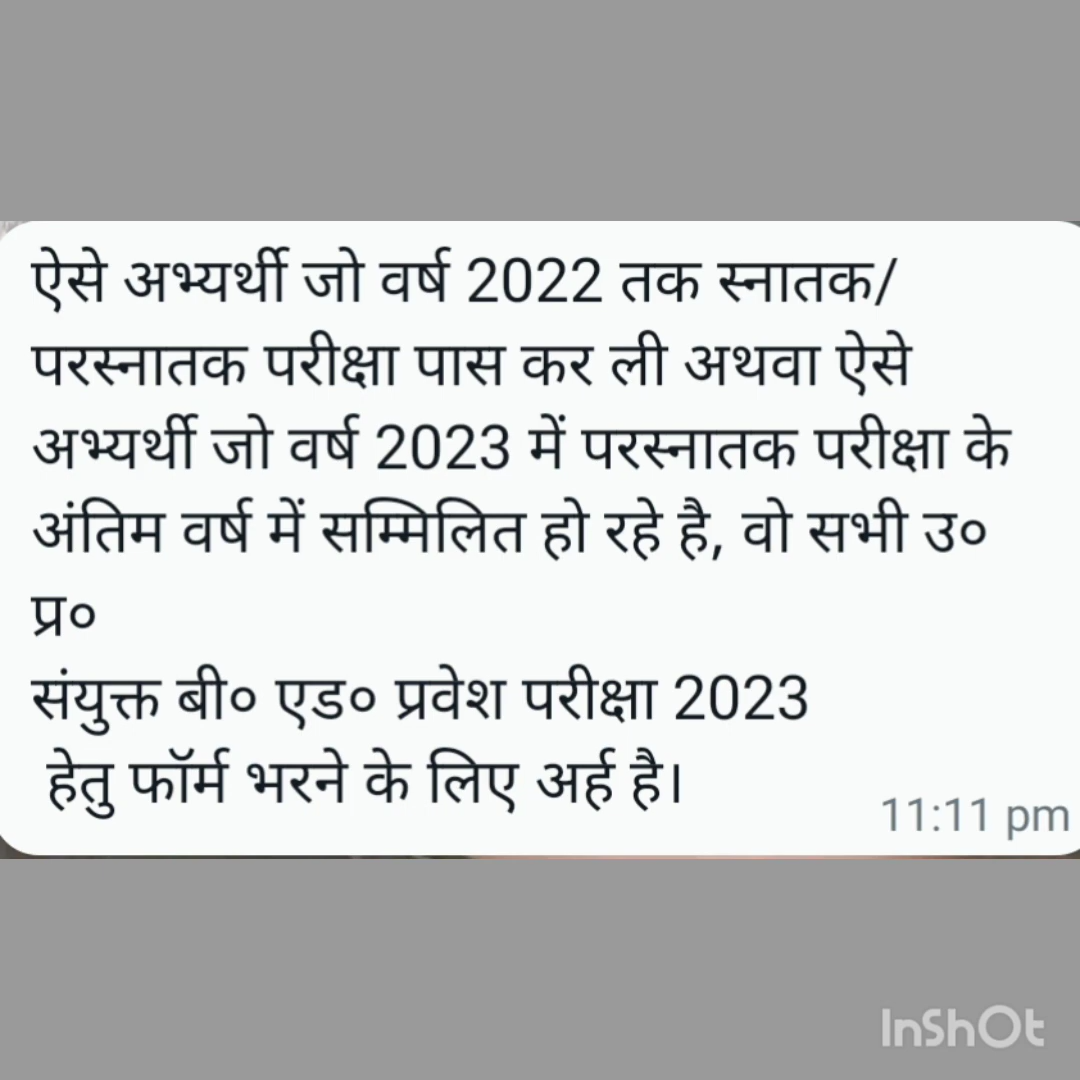 ऐसे अभ्यर्थी जो वर्ष 2022 तक स्नातक/
परस्नातक परीक्षा पास कर ली अथवा ऐसे
अभ्यर्थी जो वर्ष 2023 में परस्नातक परीक्षा के
अंतिम वर्ष में सम्मिलित हो रहे है, वो सभी उ०
प्र०
संयुक्त बी० एड० प्रवेश परीक्षा 2023
हेतु फॉर्म भरने के लिए अर्ह है।
11:11 pm
InShOt